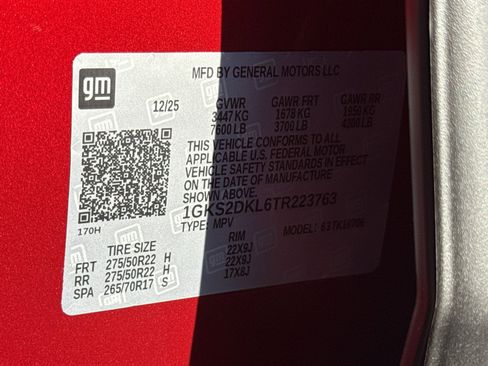 gm
MFD BY GENERAL MOTORS LLC
12/25 GVWR GAWR FRT GAWR RR
3447 KG 1678 KG 1950 KG
7600 LB 3700 LB 4200 LB
THIS VEHICLE CONFORMS TO ALL
APPLICABLE U.S. FEDERAL MOTOR
VEHICLE SAFETY STANDARDS IN EFFECT
ON THE DATE OF MANUFACTURE
SHOWN ABOVE.
1GKS2DKL6TR223763
170H TYPE: MPV MODEL:
TIRE SIZE RIM
FRT 275/50R22 H 22X9J
RR 275/50R22 H 22X9J
SPA 265/70R17 S 17X8J